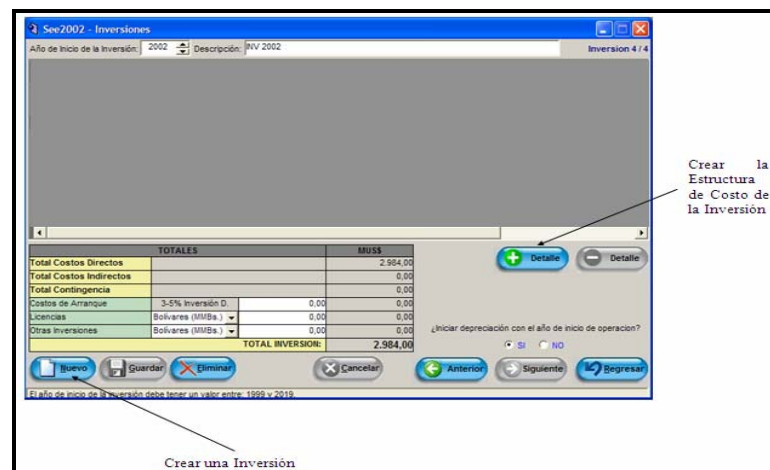 See2002 - Inversiones
Año de Inicio de la Inversión: 2002 Descripción: INV 2002 Inversion 4 / 4
Crear la
Estructura
de Costo de
la Inversión
TOTALES MUS$
Total Costos Directos 2.984,00
Total Costos Indirectos 0,00
Total Contingencia 0,00
Costos de Arranque 3-5% Inversión D. 0,00 0,00
Licencias Bolívares (MMBs.) 0,00 0,00
Otras Inversiones Bolívares (MMBs.) 0,00 0,00
TOTAL INVERSION: 2.984,00
Detalle Detalle
¿Iniciar depreciación con el año de inicio de operacion?
SI NO
Nuevo Guardar Eliminar Cancelar Anterior Siguiente Regresar
El año de inicio de la inversión debe tener un valor entre: 1999 y 2019.
Crear una Inversión